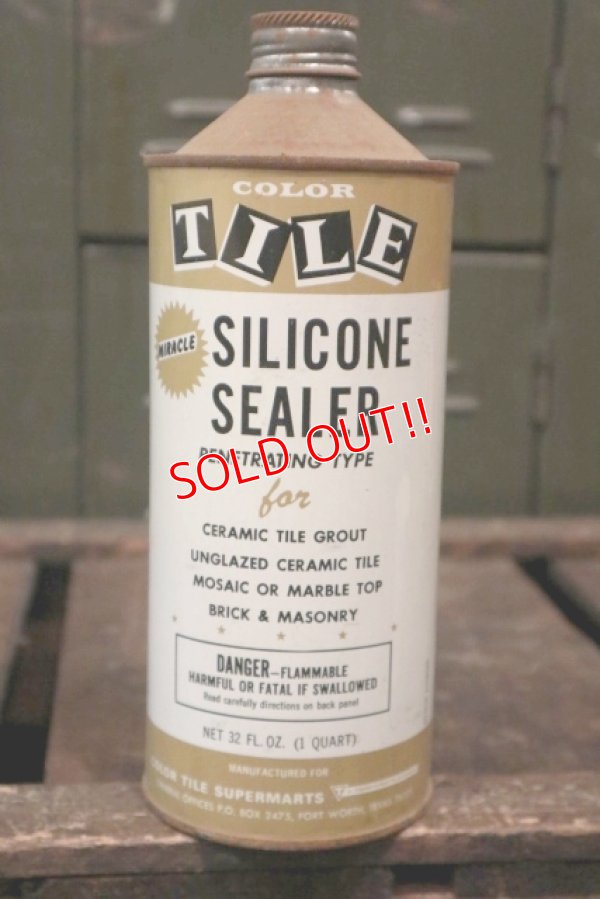 COLOR
TILE
MIRACLE
SILICONE
SEALER
PENETRATING TYPE
SOLD OUT!!
for
CERAMIC TILE GROUT
UNGLAZED CERAMIC TILE
MOSAIC OR MARBLE TOP
BRICK & MASONRY
DANGER–FLAMMABLE
HARMFUL OR FATAL IF SWALLOWED
Read carefully directions on back panel
NET 32 FL. OZ. (1 QUART)
MANUFACTURED FOR
COLOR TILE SUPERMARTS
GENERAL OFFICES P.O. BOX 2475, FORT WORTH, TEXAS